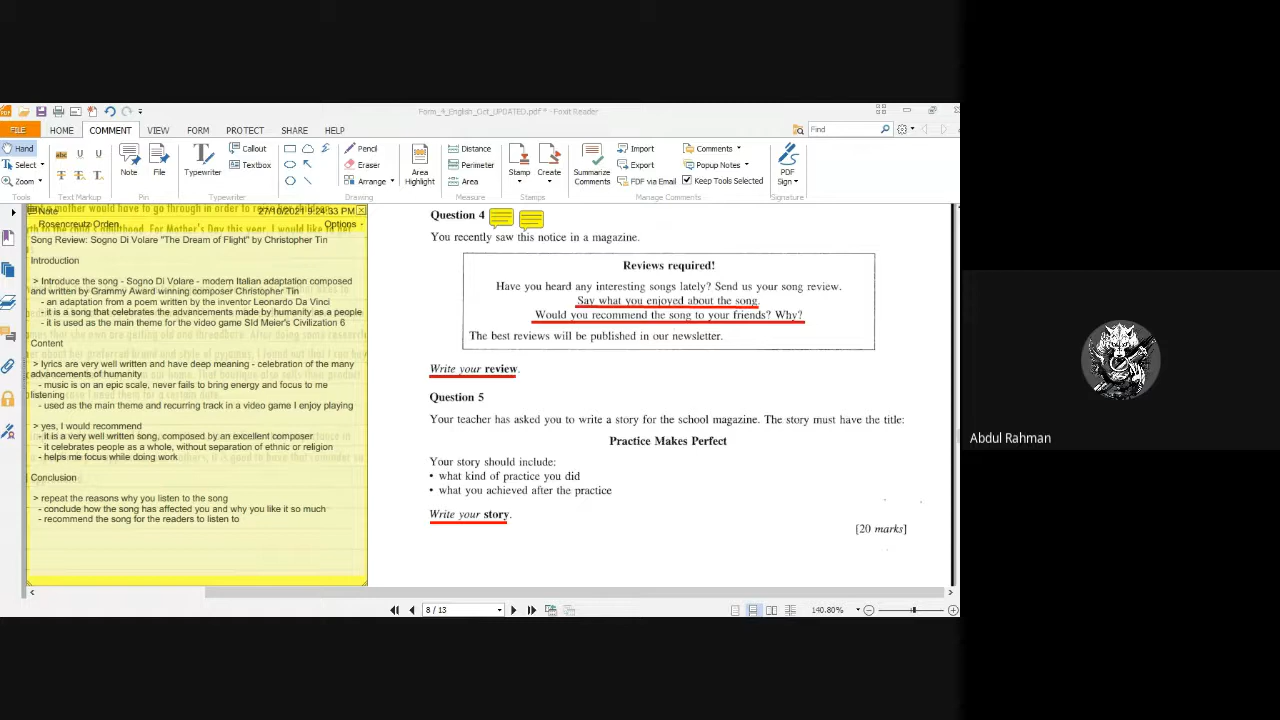 Form_4_English_Oct_UPDATED.pdf * - Foxit Reader
FILE HOME COMMENT VIEW FORM PROTECT SHARE HELP
Find
Hand
Select
Zoom
Tools
Text Markup
Note
File
Pin
Typewriter
Callout
Textbox
Typewriter
Pencil
Eraser
Arrange
Drawing
Area
Highlight
Distance
Perimeter
Area
Measure
Stamp
Create
Stamps
Summarize
Comments
Import
Export
FDF via Email
Comments
Popup Notes
Keep Tools Selected
Manage Comments
PDF
Sign
Protect
Note 27/10/2021 9:24:33 PM
Rosencreutz Orden Options
Song Review: Sogno Di Volare "The Dream of Flight" by Christopher Tin
Introduction
> Introduce the song - Sogno Di Volare - modern Italian adaptation composed
and written by Grammy Award winning composer Christopher Tin
- an adaptation from a poem written by the inventor Leonardo Da Vinci
- it is a song that celebrates the advancements made by humanity as a people
- it is used as the main theme for the video game SId Meier's Civilization 6
Content
> lyrics are very well written and have deep meaning - celebration of the many
advancements of humanity
- music is on an epic scale, never fails to bring energy and focus to me
listening
- used as the main theme and recurring track in a video game I enjoy playing
> yes, I would recommend
- it is a very well written song, composed by an excellent composer
- it celebrates people as a whole, without separation of ethnic or religion
- helps me focus while doing work
Conclusion
> repeat the reasons why you listen to the song
- conclude how the song has affected you and why you like it so much
- recommend the song for the readers to listen to
Question 4
You recently saw this notice in a magazine.
Reviews required!
Have you heard any interesting songs lately? Send us your song review.
Say what you enjoyed about the song.
Would you recommend the song to your friends? Why?
The best reviews will be published in our newsletter.
Write your review.
Question 5
Your teacher has asked you to write a story for the school magazine. The story must have the title:
Practice Makes Perfect
Your story should include:
• what kind of practice you did
• what you achieved after the practice
Write your story.
[20 marks]
8 / 13
140.80%
Abdul Rahman